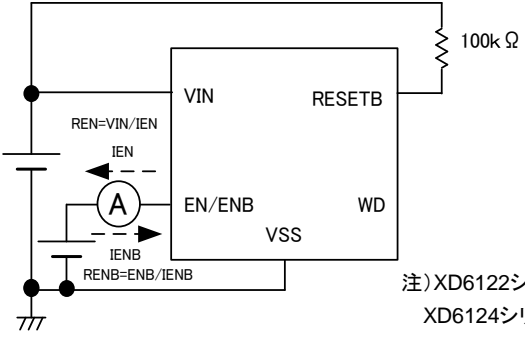 100kΩ
VIN
RESETB
REN=VIN/IEN
IEN
A
EN/ENB
WD
VSS
IENB
RENB=ENB/IENB
注)XD6122シ
XD6124シリ